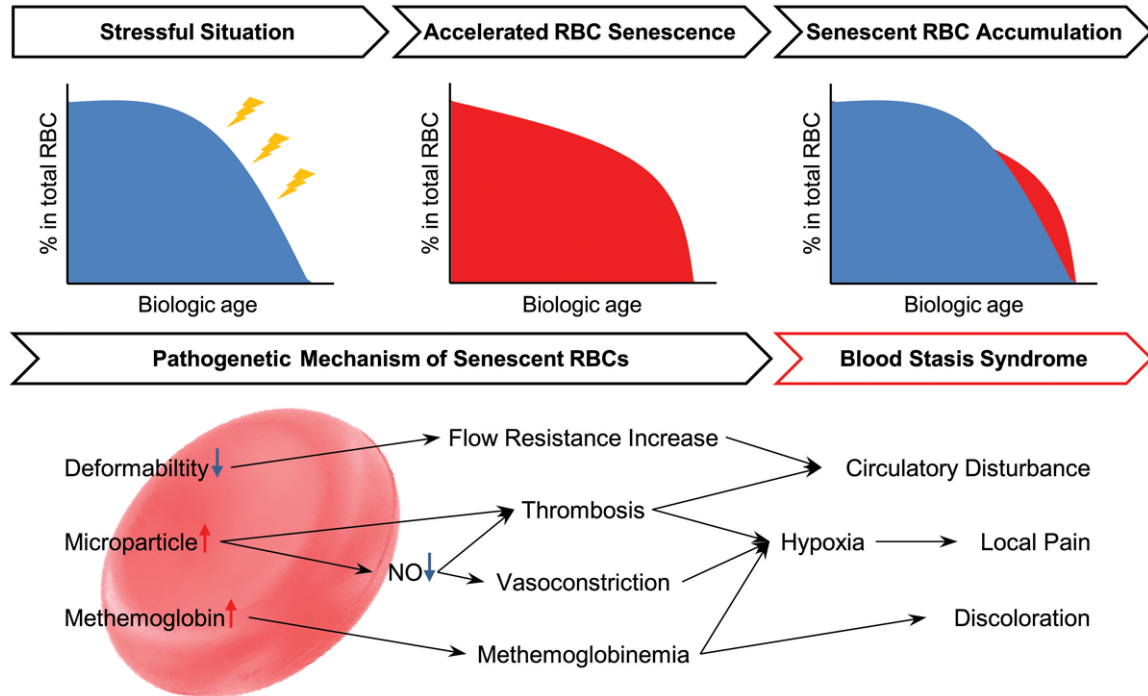 Stressful Situation
Accelerated RBC Senescence
Senescent RBC Accumulation
% in total RBC
Biologic age
% in total RBC
Biologic age
% in total RBC
Biologic age
Pathogenetic Mechanism of Senescent RBCs
Blood Stasis Syndrome
Flow Resistance Increase
Deformabiltity
Circulatory Disturbance
Thrombosis
Microparticle
Hypoxia
Local Pain
NO
Vasoconstriction
Methemoglobin
Discoloration
Methemoglobinemia